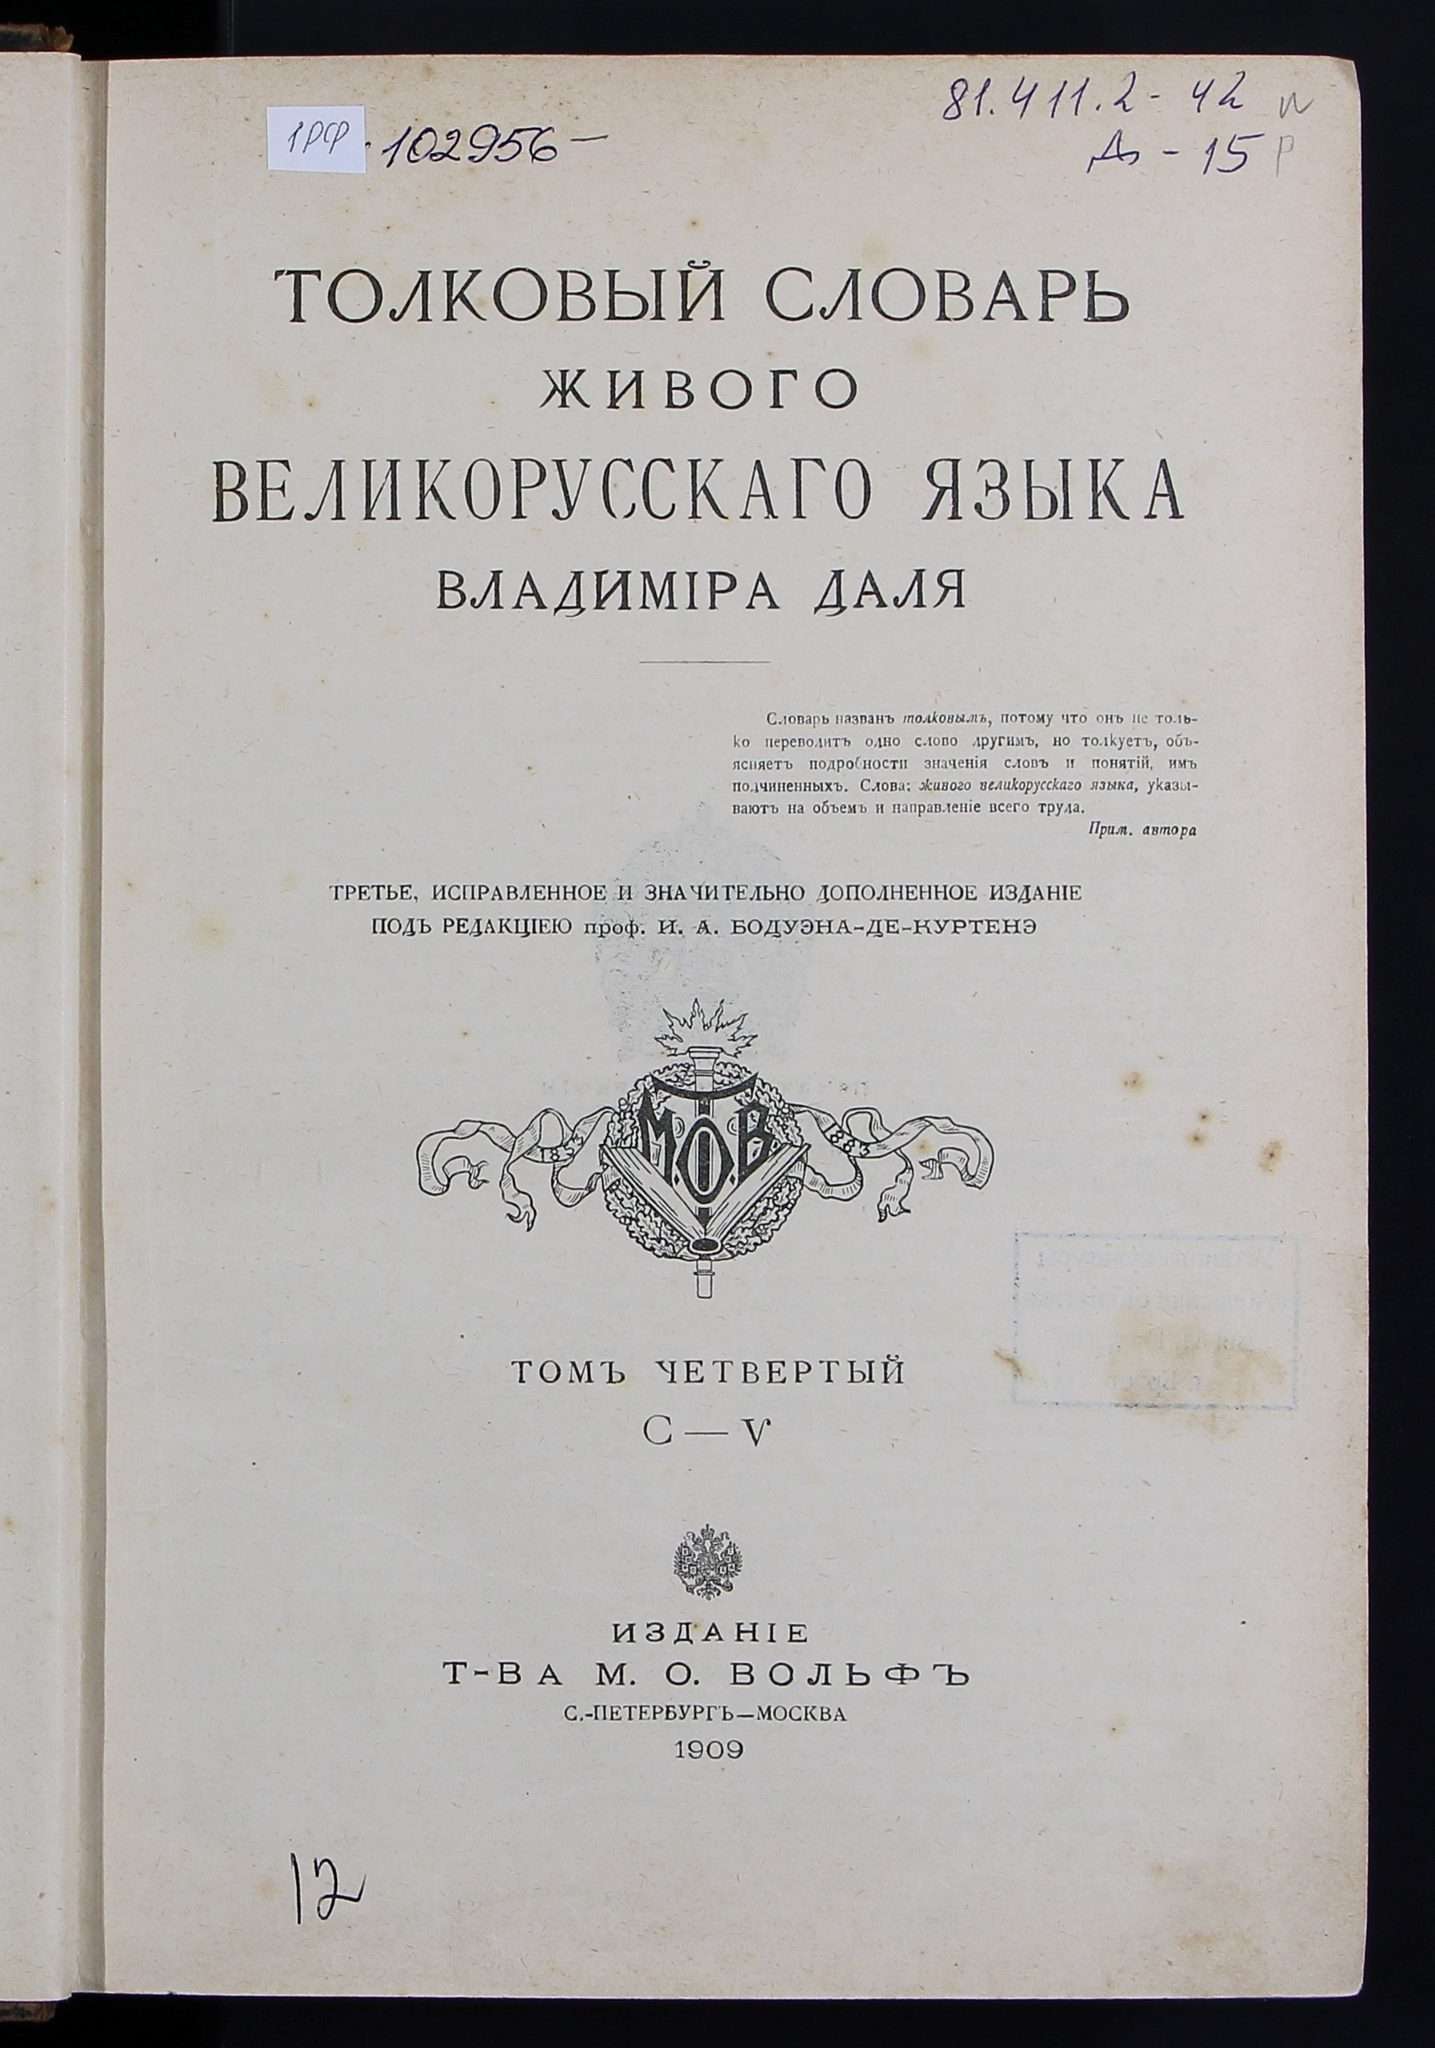 81.411.2-42
1РФ 102956-
Д-15 Р
ТОЛКОВЫЙ СЛОВАРЬ
ЖИВОГО
ВЕЛИКОРУССКАГО ЯЗЫКА
ВЛАДИМІРА ДАЛЯ
Словарь названъ толковымъ, потому что онъ не толь-
ко переводитъ одно слово другимъ, но толкуетъ, объ-
ясняетъ подробности значенія словъ и понятій, имъ
подчиненныхъ. Слова: живого великорусскаго языка, указы-
ваютъ на объемъ и направленіе всего труда.
Прим. автора
ТРЕТЬЕ, ИСПРАВЛЕННОЕ И ЗНАЧИТЕЛЬНО ДОПОЛНЕННОЕ ИЗДАНІЕ
ПОДЪ РЕДАКЦІЕЮ проф. И. А. БОДУЭНА-ДЕ-КУРТЕНЭ
М.О.В.
1853 1883
ТОМЪ ЧЕТВЕРТЫЙ
С—Ѵ
ИЗДАНІЕ
Т-ВА М. О. ВОЛЬФЪ
С.-ПЕТЕРБУРГЪ—МОСКВА
1909
12